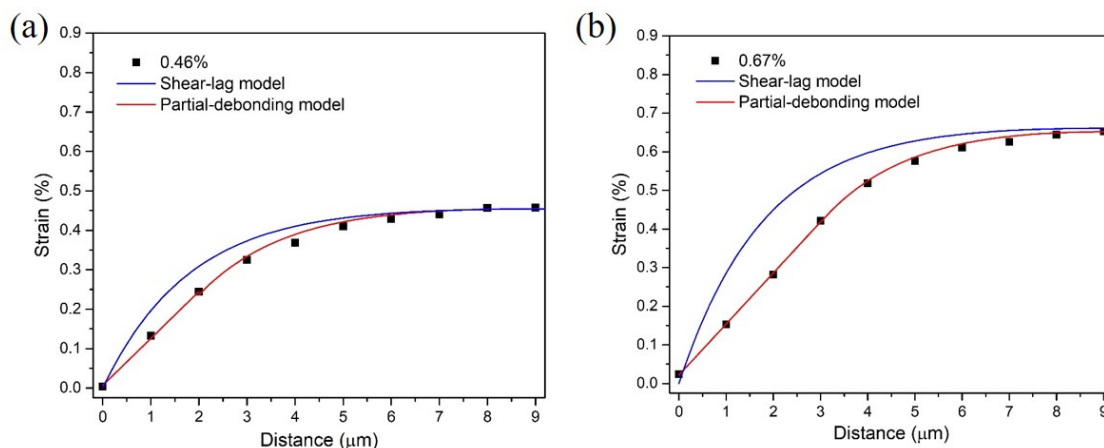 (a)
0.9
0.8
0.7
0.6
0.5
0.4
0.3
0.2
0.1
0.0
Strain (%)
0.46%
Shear-lag model
Partial-debonding model
0 1 2 3 4 5 6 7 8 9
Distance (μm)
(b)
0.9
0.8
0.7
0.6
0.5
0.4
0.3
0.2
0.1
0.0
Strain (%)
0.67%
Shear-lag model
Partial-debonding model
0 1 2 3 4 5 6 7 8 9
Distance (μm)